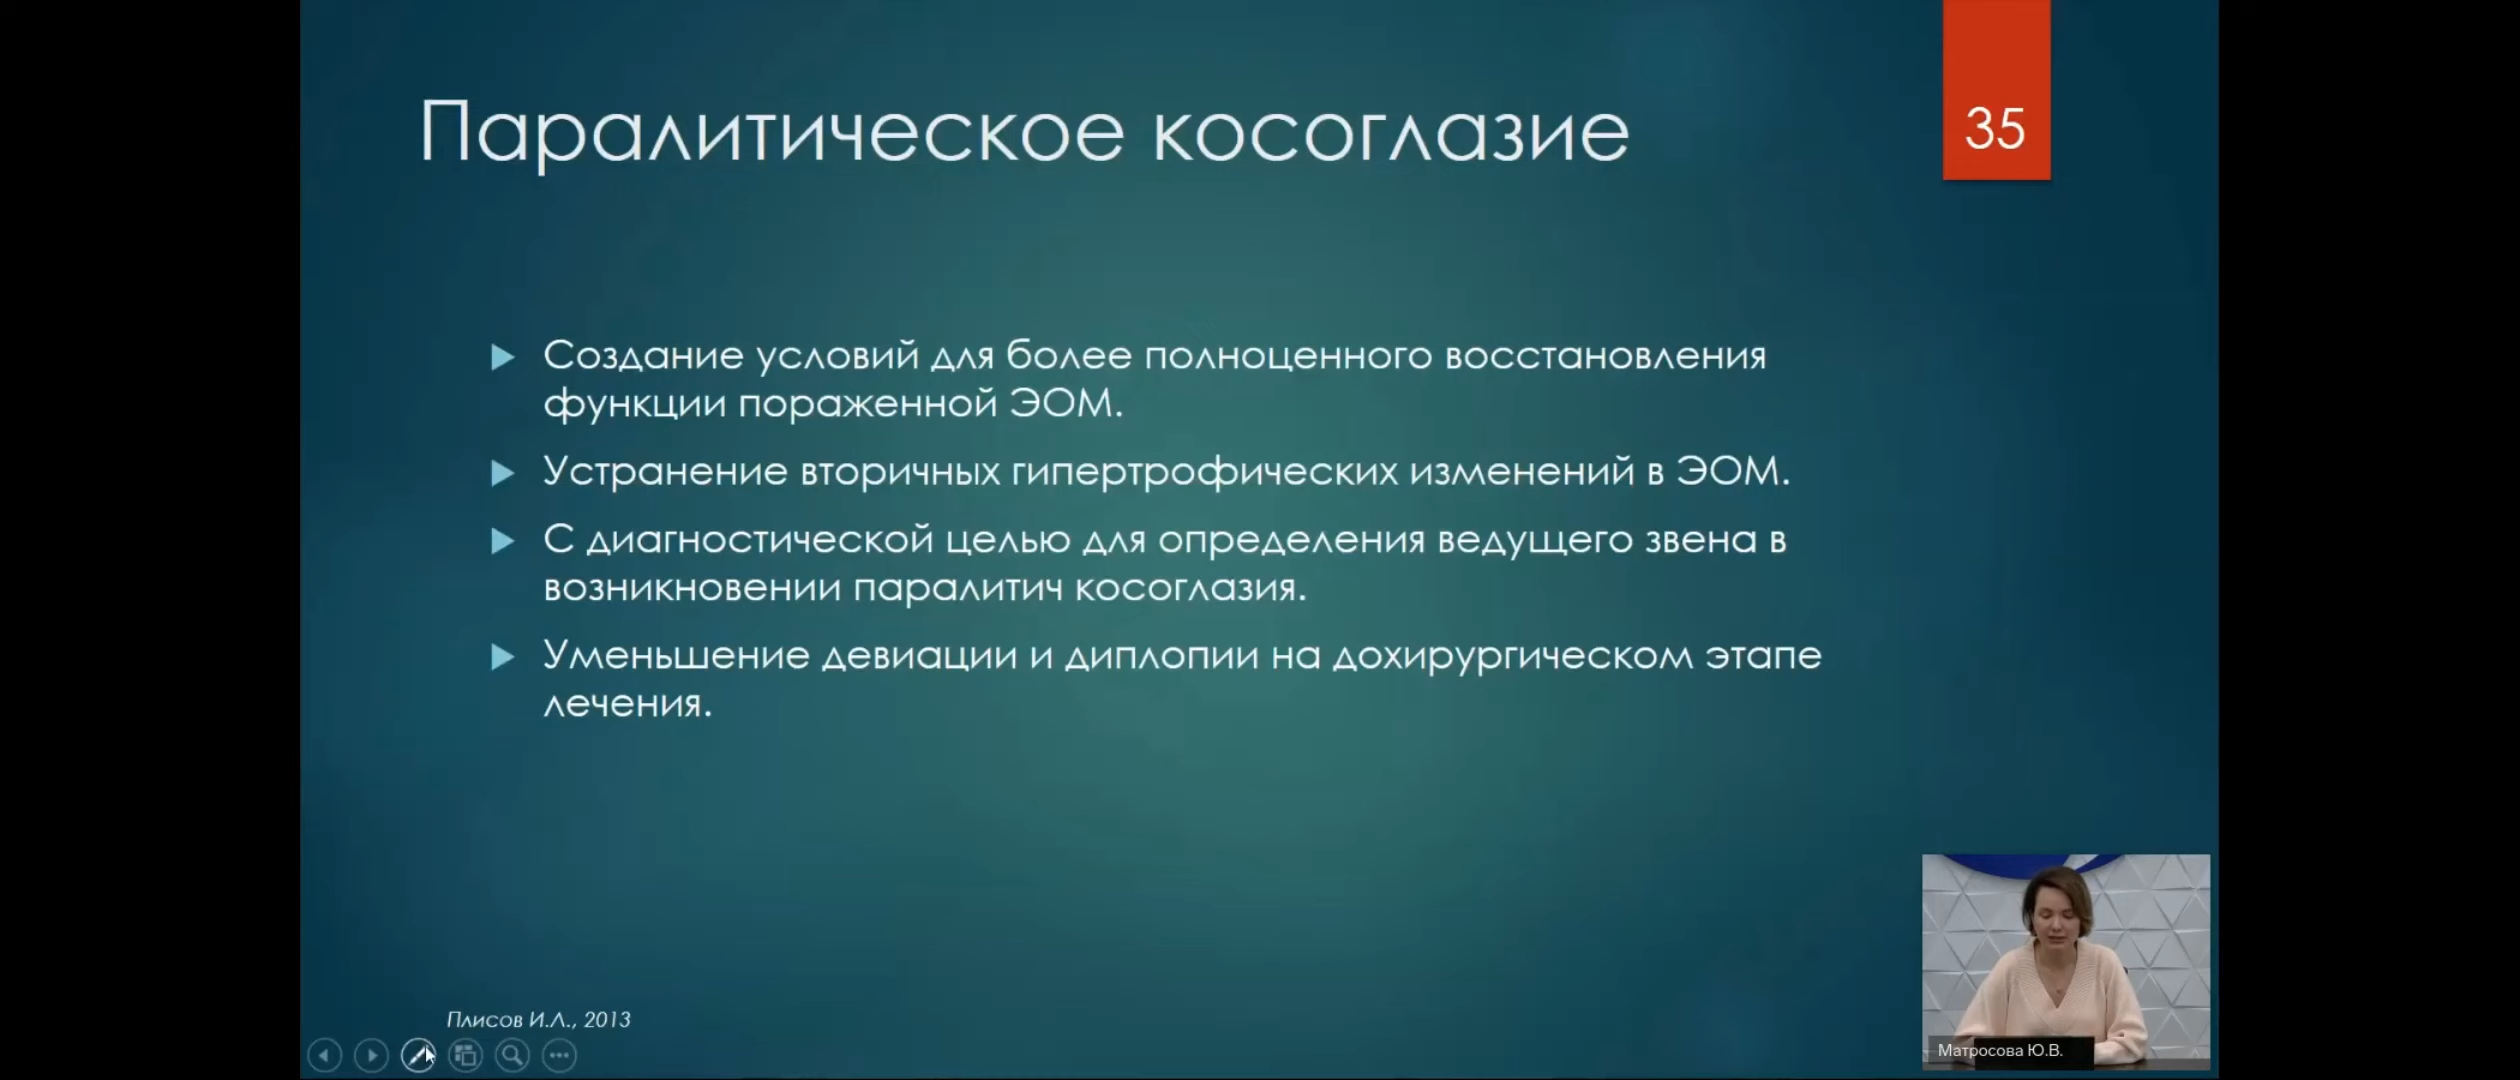 Паралитическое косоглазие
35
Создание условий для более полноценного восстановления
функции пораженной ЭОМ.
Устранение вторичных гипертрофических изменений в ЭОМ.
С диагностической целью для определения ведущего звена в
возникновении паралитич косоглазия.
Уменьшение девиации и диплопии на дохирургическом этапе
лечения.
Плисов И.Л., 2013
Матросова Ю.В.